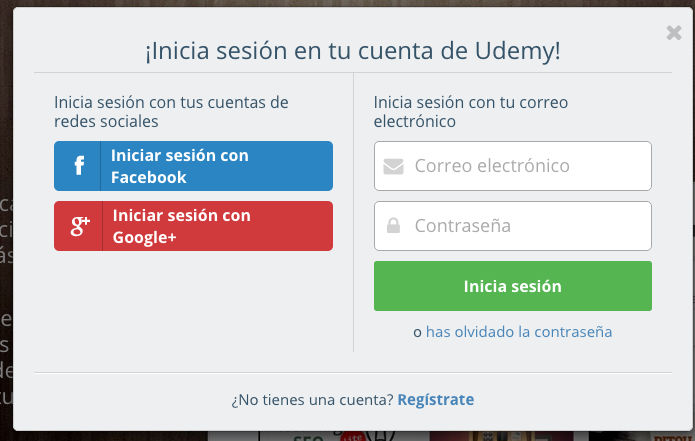 ¡Inicia sesión en tu cuenta de Udemy!
Inicia sesión con tus cuentas de
redes sociales
Iniciar sesión con
Facebook
Iniciar sesión con
Google+
Inicia sesión con tu correo
electrónico
Correo electrónico
Contraseña
Inicia sesión
o has olvidado la contraseña
¿No tienes una cuenta? Regístrate